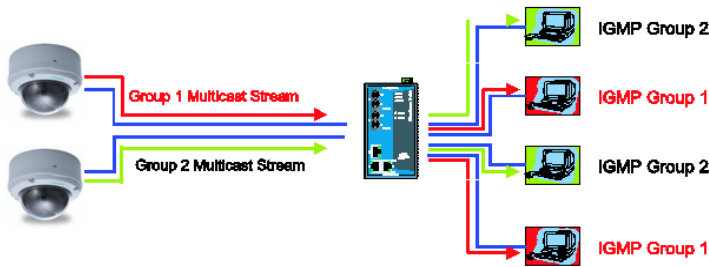 IGMP Group 2
Group 1 Multicast Stream
IGMP Group 1
Group 2 Multicast Stream
IGMP Group 2
IGMP Group 1